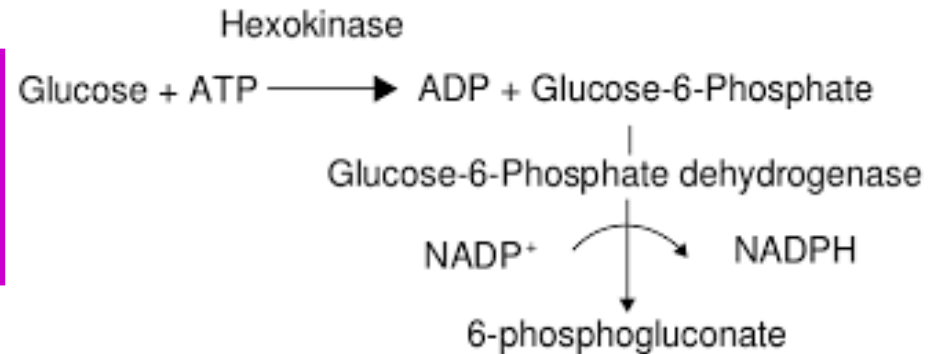 Hexokinase
Glucose + ATP ADP + Glucose-6-Phosphate
Glucose-6-Phosphate dehydrogenase
NADP⁺ NADPH
6-phosphogluconate